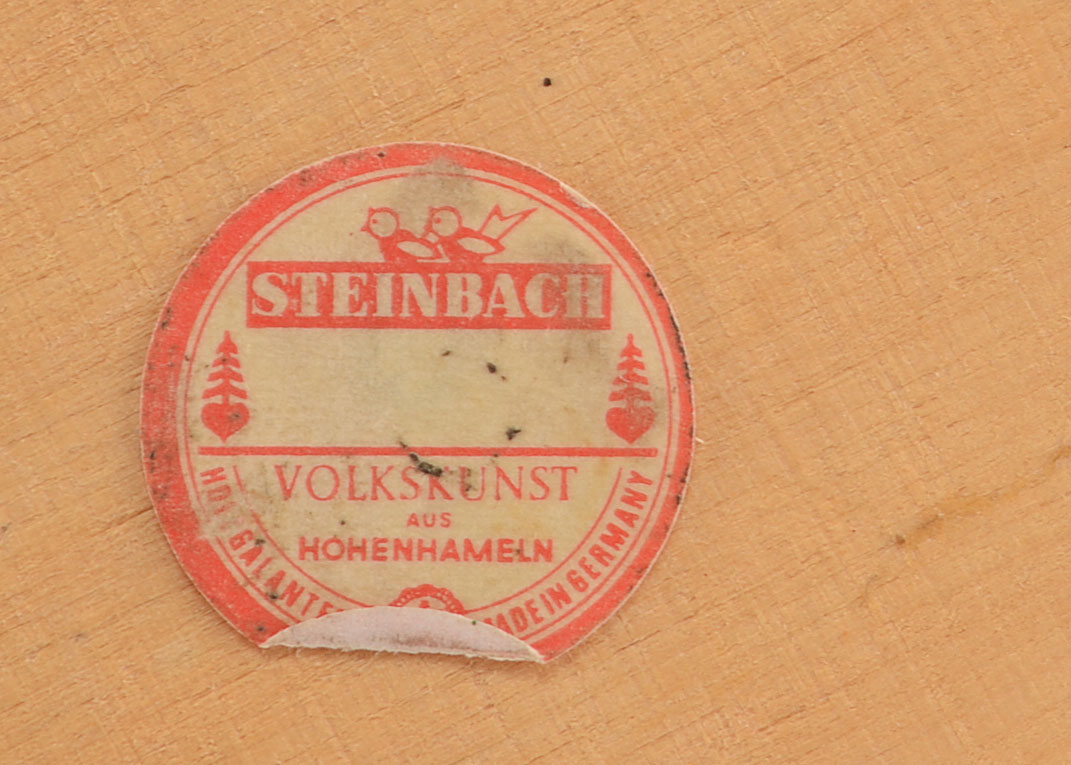 STEINBACH
VOLKSKUNST
AUS
HOHENHAMELN
MADE IN GERMANY